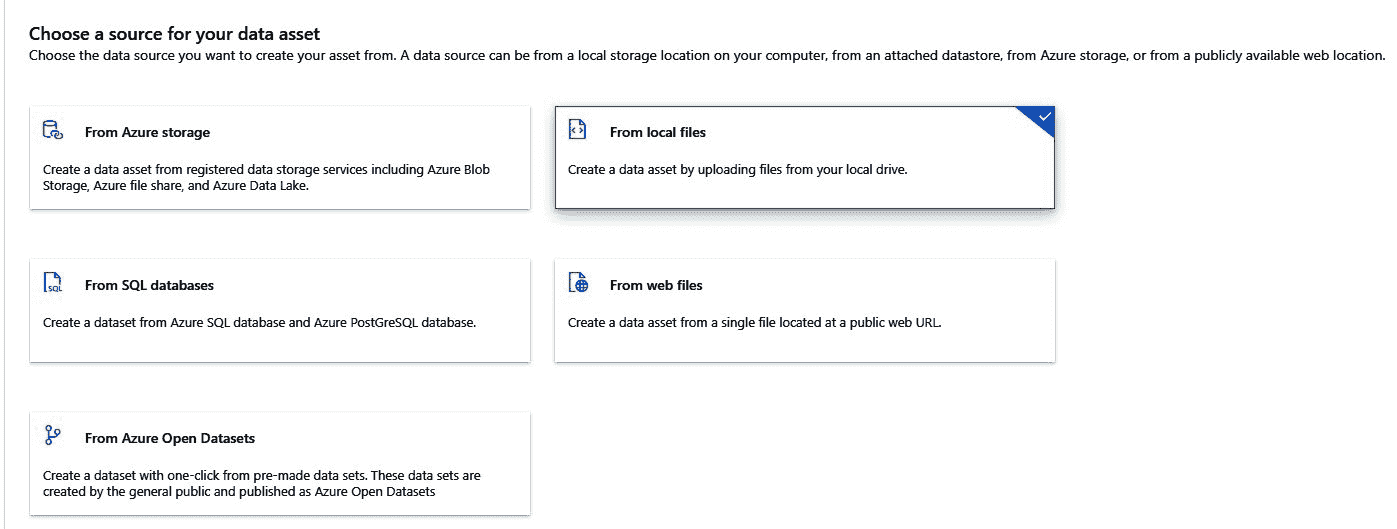 Choose a source for your data asset
Choose the data source you want to create your asset from. A data source can be from a local storage location on your computer, from an attached datastore, from Azure storage, or from a publicly available web location.
From Azure storage
Create a data asset from registered data storage services including Azure Blob
Storage, Azure file share, and Azure Data Lake.
From local files
Create a data asset by uploading files from your local drive.
SQL
From SQL databases
Create a dataset from Azure SQL database and Azure PostGreSQL database.
From web files
Create a data asset from a single file located at a public web URL.
From Azure Open Datasets
Create a dataset with one-click from pre-made data sets. These data sets are
created by the general public and published as Azure Open Datasets